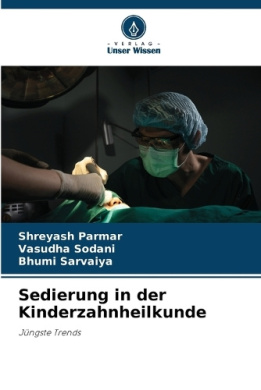 - VERLAG -
Unser Wissen
Shreyash Parmar
Vasudha Sodani
Bhumi Sarvaiya
Sedierung in der
Kinderzahnheilkunde
Jüngste Trends